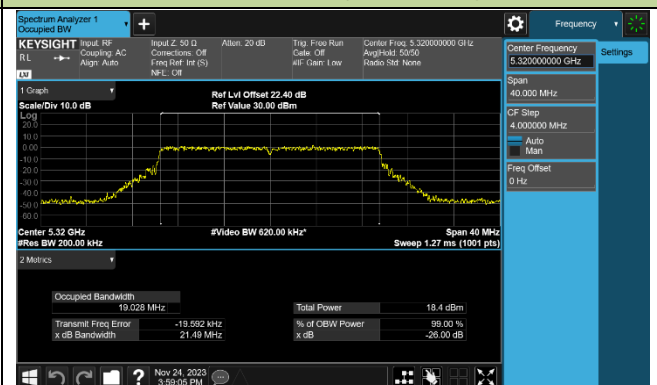 Spectrum Analyzer 1
Occupied BW
Frequency
KEYSIGHT
RL
LXI
Input: RF
Coupling: AC
Align: Auto
Input Z: 50 Ω
Corrections: Off
Freq Ref: Int (S)
NFE: Off
Atten: 20 dB
Trig: Free Run
Gate: Off
#IF Gain: Low
Center Freq: 5.320000000 GHz
Avg|Hold: 50/50
Radio Std: None
Center Frequency
5.320000000 GHz
Settings
Span
40.000 MHz
CF Step
4.000000 MHz
Auto
Man
Freq Offset
0 Hz
1 Graph
Scale/Div 10.0 dB
Ref Lvl Offset 22.40 dB
Ref Value 30.00 dBm
Log
20.0
10.0
0.00
-10.0
-20.0
-30.0
-40.0
-50.0
-60.0
Center 5.32 GHz
#Res BW 200.00 kHz
#Video BW 620.00 kHz*
Span 40 MHz
Sweep 1.27 ms (1001 pts)
2 Metrics
Occupied Bandwidth
19.028 MHz
Total Power 18.4 dBm
Transmit Freq Error -19.592 kHz
% of OBW Power 99.00 %
x dB Bandwidth 21.49 MHz
x dB -26.00 dB
?
Nov 24, 2023
3:59:05 PM